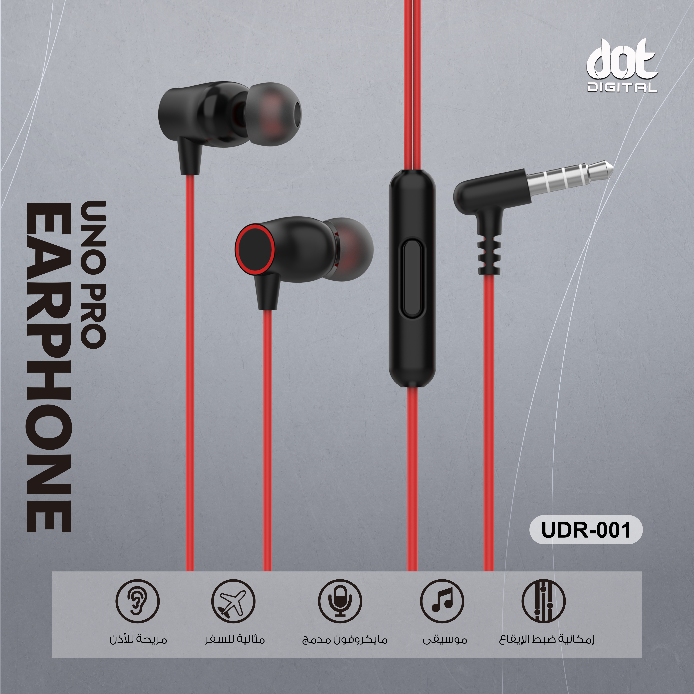 dot
DIGITAL
UNO PRO
EARPHONE
UDR-001
إمكانية ضبط الإيقاع
موسيقى
مايكروفون مدمج
مثالية للسفر
مريحة للأذن